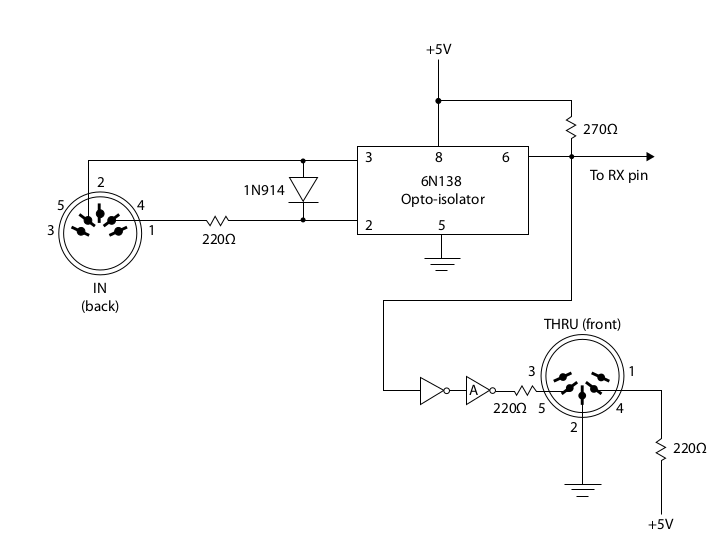 +5V
270Ω
3
8
6
6N138
Opto-isolator
1N914
To RX pin
2
5
4
3
1
2
5
220Ω
IN
(back)
THRU (front)
3
1
A
220Ω
5
4
2
220Ω
+5V